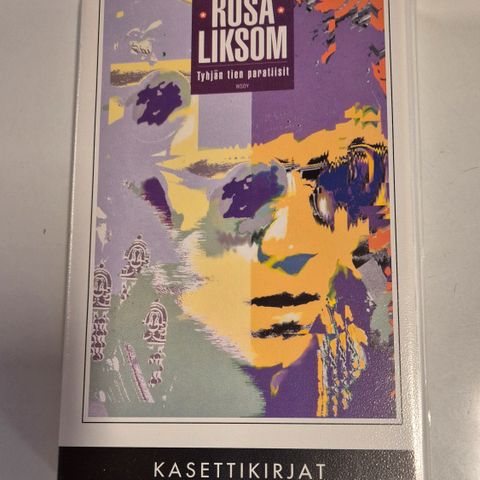 ROSA
LIKSOM
Tyhjän tien paratiisit
WSOY
KASETTIKIRJAT